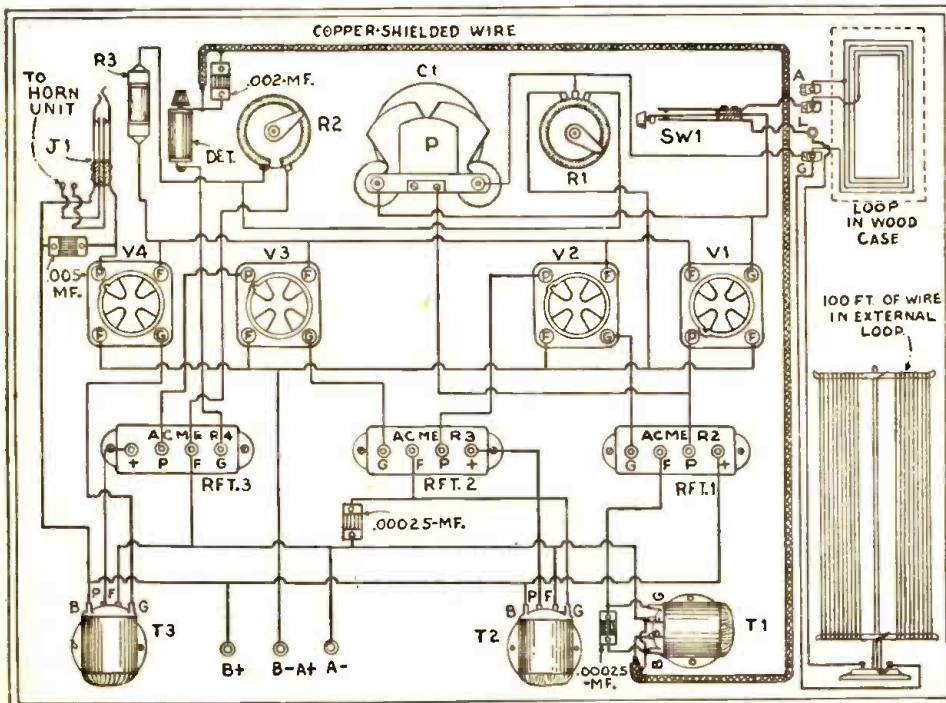 COPPER-SHIELDED WIRE
R3
TO
HORN
UNIT
J1
.002-MF.
DET.
R2
C1
P
R1
SW1
A
L
G
LOOP
IN WOOD
CASE
V4
V3
V2
V1
.005
MF.
P F
F G
P F
F G
P F
F G
F G
P F
100 FT. OF WIRE
IN EXTERNAL
LOOP
ACME R4
+ P F G
RFT.3
ACME R3
G F P +
RFT.2
ACME R2
G F P +
RFT.1
.00025-MF.
B P F G
T3
B+
B-A+
A-
B P F G
T2
.00025
-MF.
G
F
P
B
T1